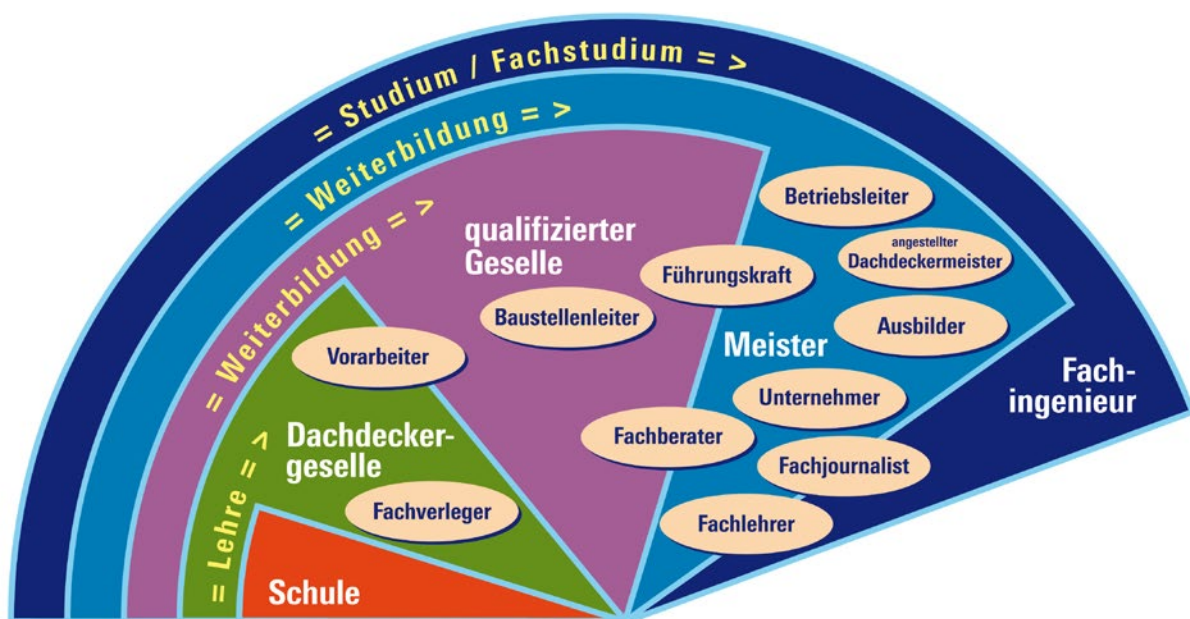 = Studium / Fachstudium = >
= Weiterbildung = >
= Weiterbildung = >
= Lehre = >
Schule
Dachdecker-
geselle
Vorarbeiter
Fachverleger
qualifizierter
Geselle
Baustellenleiter
Führungskraft
Fachberater
Meister
Betriebsleiter
angestellter
Dachdeckermeister
Ausbilder
Unternehmer
Fachjournalist
Fachlehrer
Fach-
ingenieur